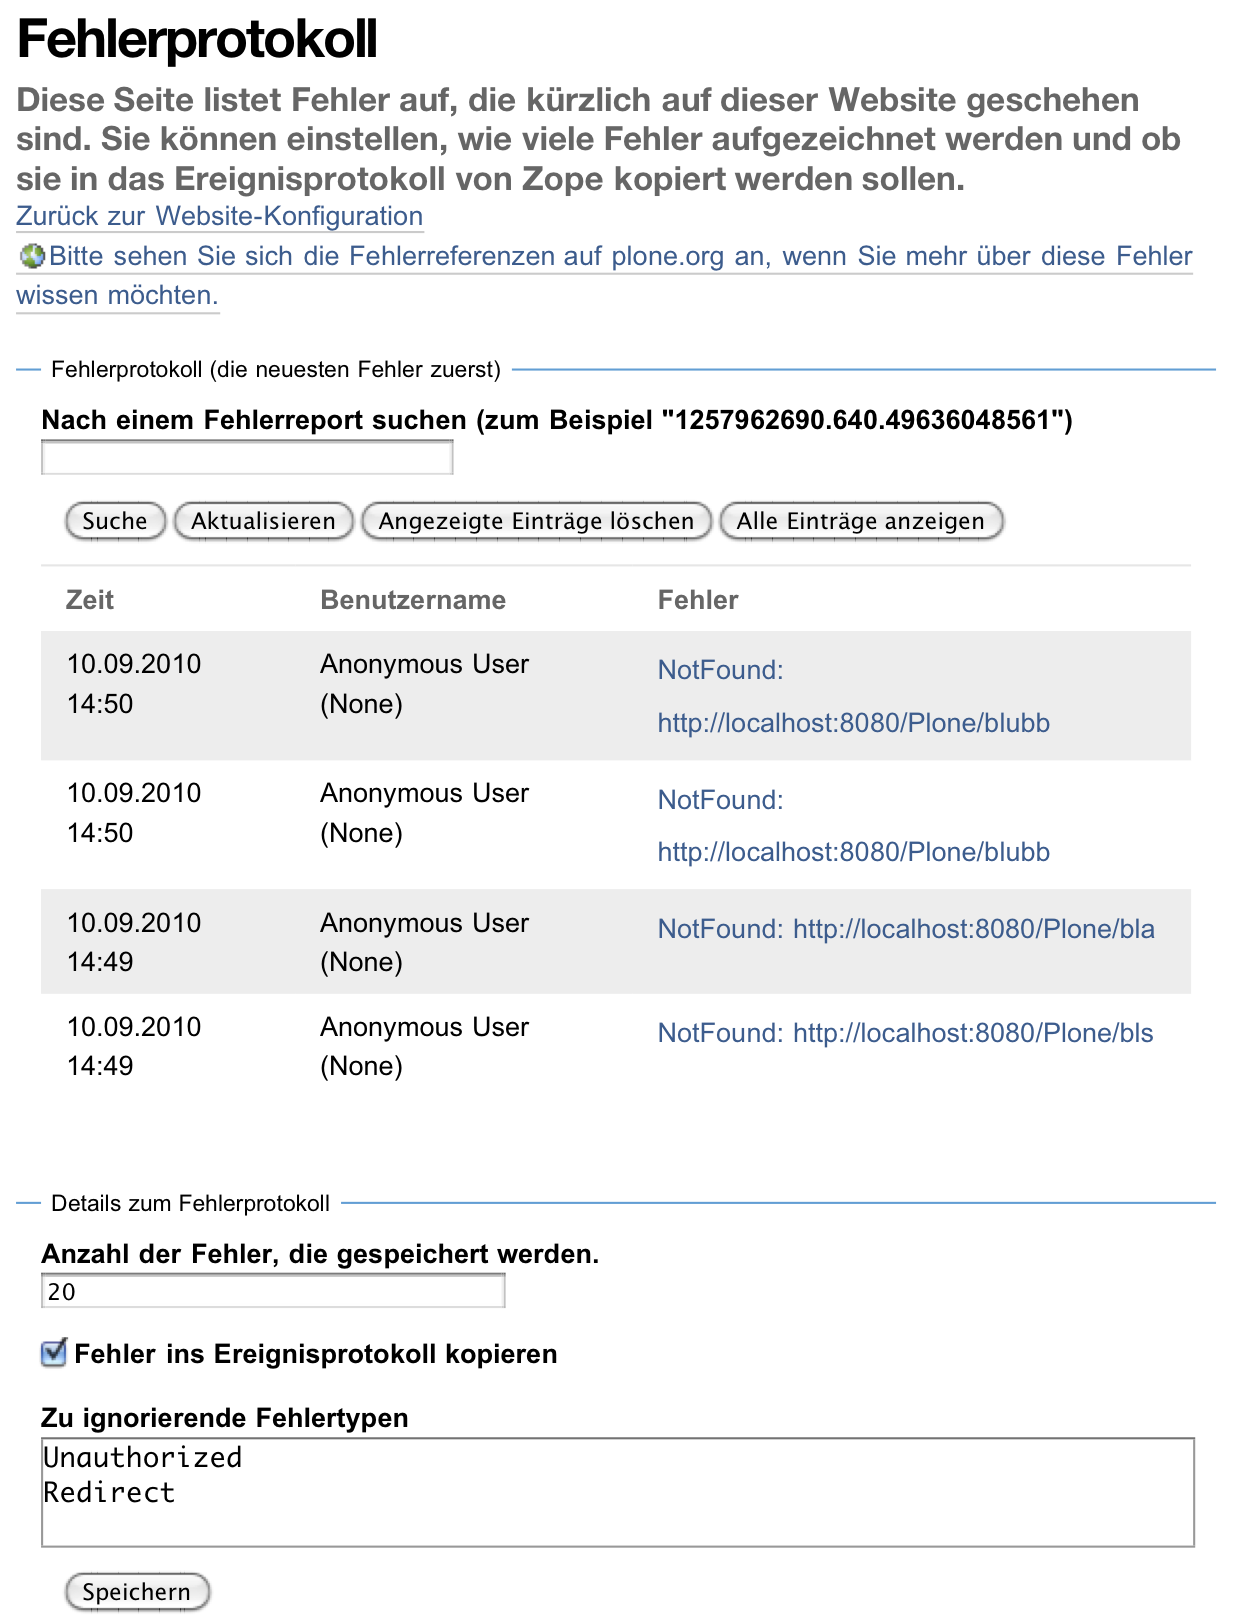 Fehlerprotokoll
Diese Seite listet Fehler auf, die kürzlich auf dieser Website geschehen
sind. Sie können einstellen, wie viele Fehler aufgezeichnet werden und ob
sie in das Ereignisprotokoll von Zope kopiert werden sollen.
Zurück zur Website-Konfiguration
Bitte sehen Sie sich die Fehlerreferenzen auf plone.org an, wenn Sie mehr über diese Fehler
wissen möchten.
Fehlerprotokoll (die neuesten Fehler zuerst)
Nach einem Fehlerreport suchen (zum Beispiel "1257962690.640.49636048561")
Suche Aktualisieren Angezeigte Einträge löschen Alle Einträge anzeigen
Zeit Benutzername Fehler
10.09.2010 Anonymous User NotFound:
14:50 (None) http://localhost:8080/Plone/blubb
10.09.2010 Anonymous User NotFound:
14:50 (None) http://localhost:8080/Plone/blubb
10.09.2010 Anonymous User NotFound: http://localhost:8080/Plone/bla
14:49 (None)
10.09.2010 Anonymous User NotFound: http://localhost:8080/Plone/bls
14:49 (None)
Details zum Fehlerprotokoll
Anzahl der Fehler, die gespeichert werden.
20
Fehler ins Ereignisprotokoll kopieren
Zu ignorierende Fehlertypen
Unauthorized
Redirect
Speichern